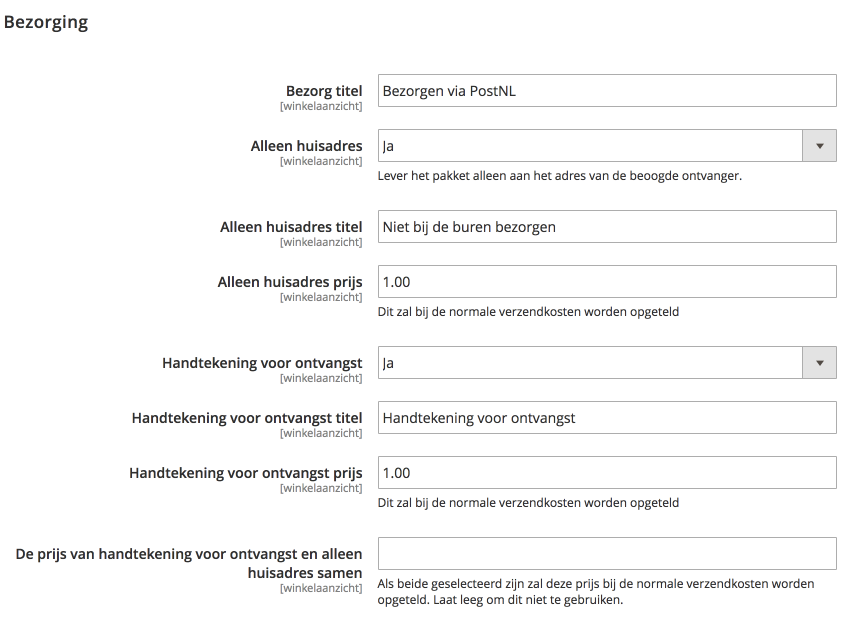 Bezorging
Bezorg titel
[winkelaanzicht]
Bezorgen via PostNL
Alleen huisadres
[winkelaanzicht]
Ja
Lever het pakket alleen aan het adres van de beoogde ontvanger.
Alleen huisadres titel
[winkelaanzicht]
Niet bij de buren bezorgen
Alleen huisadres prijs
[winkelaanzicht]
1.00
Dit zal bij de normale verzendkosten worden opgeteld
Handtekening voor ontvangst
[winkelaanzicht]
Ja
Handtekening voor ontvangst titel
[winkelaanzicht]
Handtekening voor ontvangst
Handtekening voor ontvangst prijs
[winkelaanzicht]
1.00
Dit zal bij de normale verzendkosten worden opgeteld
De prijs van handtekening voor ontvangst en alleen
huisadres samen
[winkelaanzicht]
Als beide geselecteerd zijn zal deze prijs bij de normale verzendkosten worden
opgeteld. Laat leeg om dit niet te gebruiken.